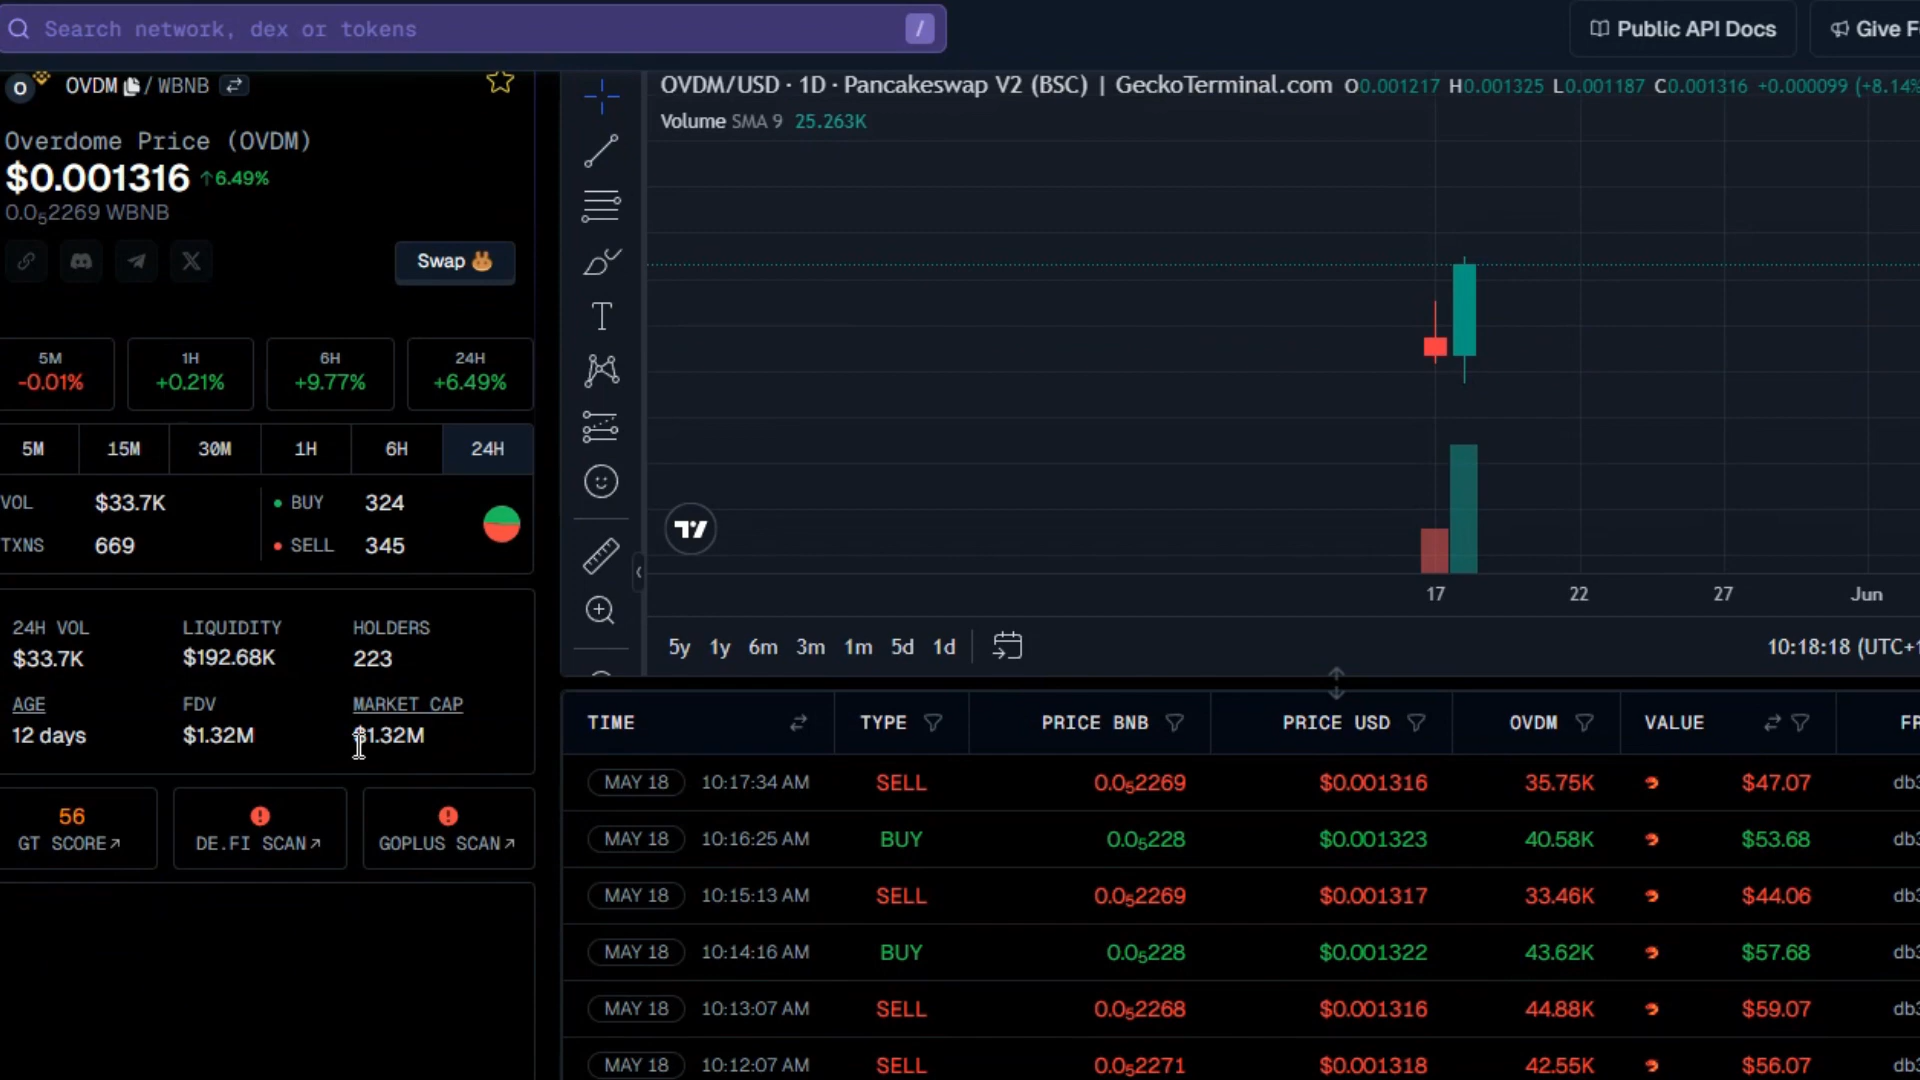 Search network, dex or tokens
/
Public API Docs
Give F
OVDM / WBNB
Overdome Price (OVDM)
$0.001316 ↑6.49%
0.0₅2269 WBNB
Swap
5M
-0.01%
1H
+0.21%
6H
+9.77%
24H
+6.49%
5M 15M 30M 1H 6H 24H
VOL $33.7K BUY 324
TXNS 669 SELL 345
24H VOL LIQUIDITY HOLDERS
$33.7K $192.68K 223
AGE FDV MARKET CAP
12 days $1.32M $1.32M
56
GT SCORE↗ DE.FI SCAN↗ GOPLUS SCAN↗
OVDM/USD · 1D · Pancakeswap V2 (BSC) | GeckoTerminal.com O0.001217 H0.001325 L0.001187 C0.001316 +0.000099 (+8.14%
Volume SMA 9 25.263K
17 22 27 Jun
5y 1y 6m 3m 1m 5d 1d
10:18:18 (UTC+1
TIME TYPE PRICE BNB PRICE USD OVDM VALUE FR
MAY 18 10:17:34 AM SELL 0.0₅2269 $0.001316 35.75K $47.07 db3
MAY 18 10:16:25 AM BUY 0.0₅228 $0.001323 40.58K $53.68 db3
MAY 18 10:15:13 AM SELL 0.0₅2269 $0.001317 33.46K $44.06 db3
MAY 18 10:14:16 AM BUY 0.0₅228 $0.001322 43.62K $57.68 db3
MAY 18 10:13:07 AM SELL 0.0₅2268 $0.001316 44.88K $59.07 db3
MAY 18 10:12:07 AM SELL 0.0₅2271 $0.001318 42.55K $56.07 db3